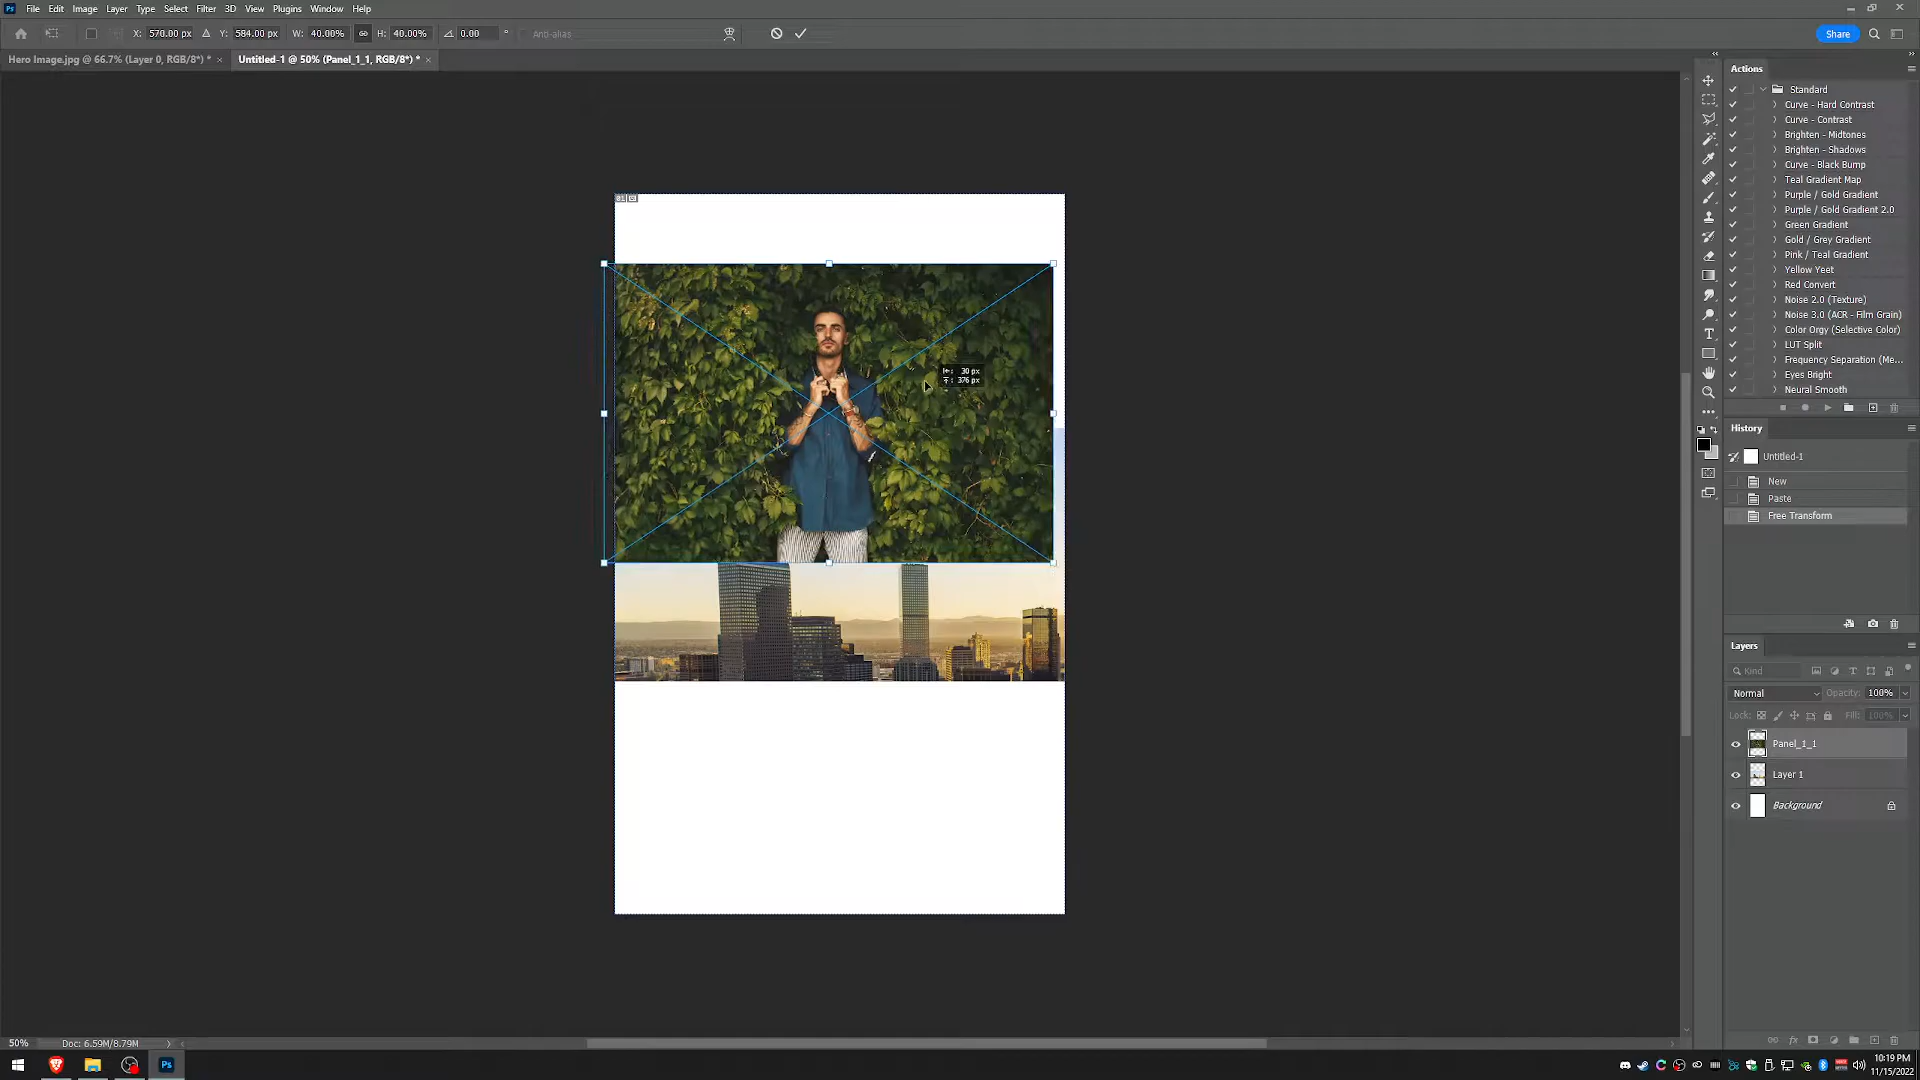 Ps File Edit Image Layer Type Select Filter 3D View Plugins Window Help
X: 570.00 px Y: 584.00 px W: 40.00% H: 40.00% 0.00 ° Anti-alias Share
Hero Image.jpg @ 66.7% (Layer 0, RGB/8*) * × Untitled-1 @ 50% (Panel_1_1, RGB/8*) * ×
Actions
Standard
Curve - Hard Contrast
Curve - Contrast
Brighten - Midtones
Brighten - Shadows
Curve - Black Bump
Teal Gradient Map
Purple / Gold Gradient
Purple / Gold Gradient 2.0
Green Gradient
Gold / Grey Gradient
Pink / Teal Gradient
Yellow Yeet
Red Convert
Noise 2.0 (Texture)
Noise 3.0 (ACR - Film Grain)
Color Orgy (Selective Color)
LUT Split
Frequency Separation (Me...
Eyes Bright
Neural Smooth
01
30 px
376 px
History
Untitled-1
New
Paste
Free Transform
Layers
Kind
Normal Opacity: 100%
Lock: Fill: 100%
Panel_1_1
Layer 1
Background
50% Doc: 6.59M/8.79M
Ps
10:19 PM
11/15/2022